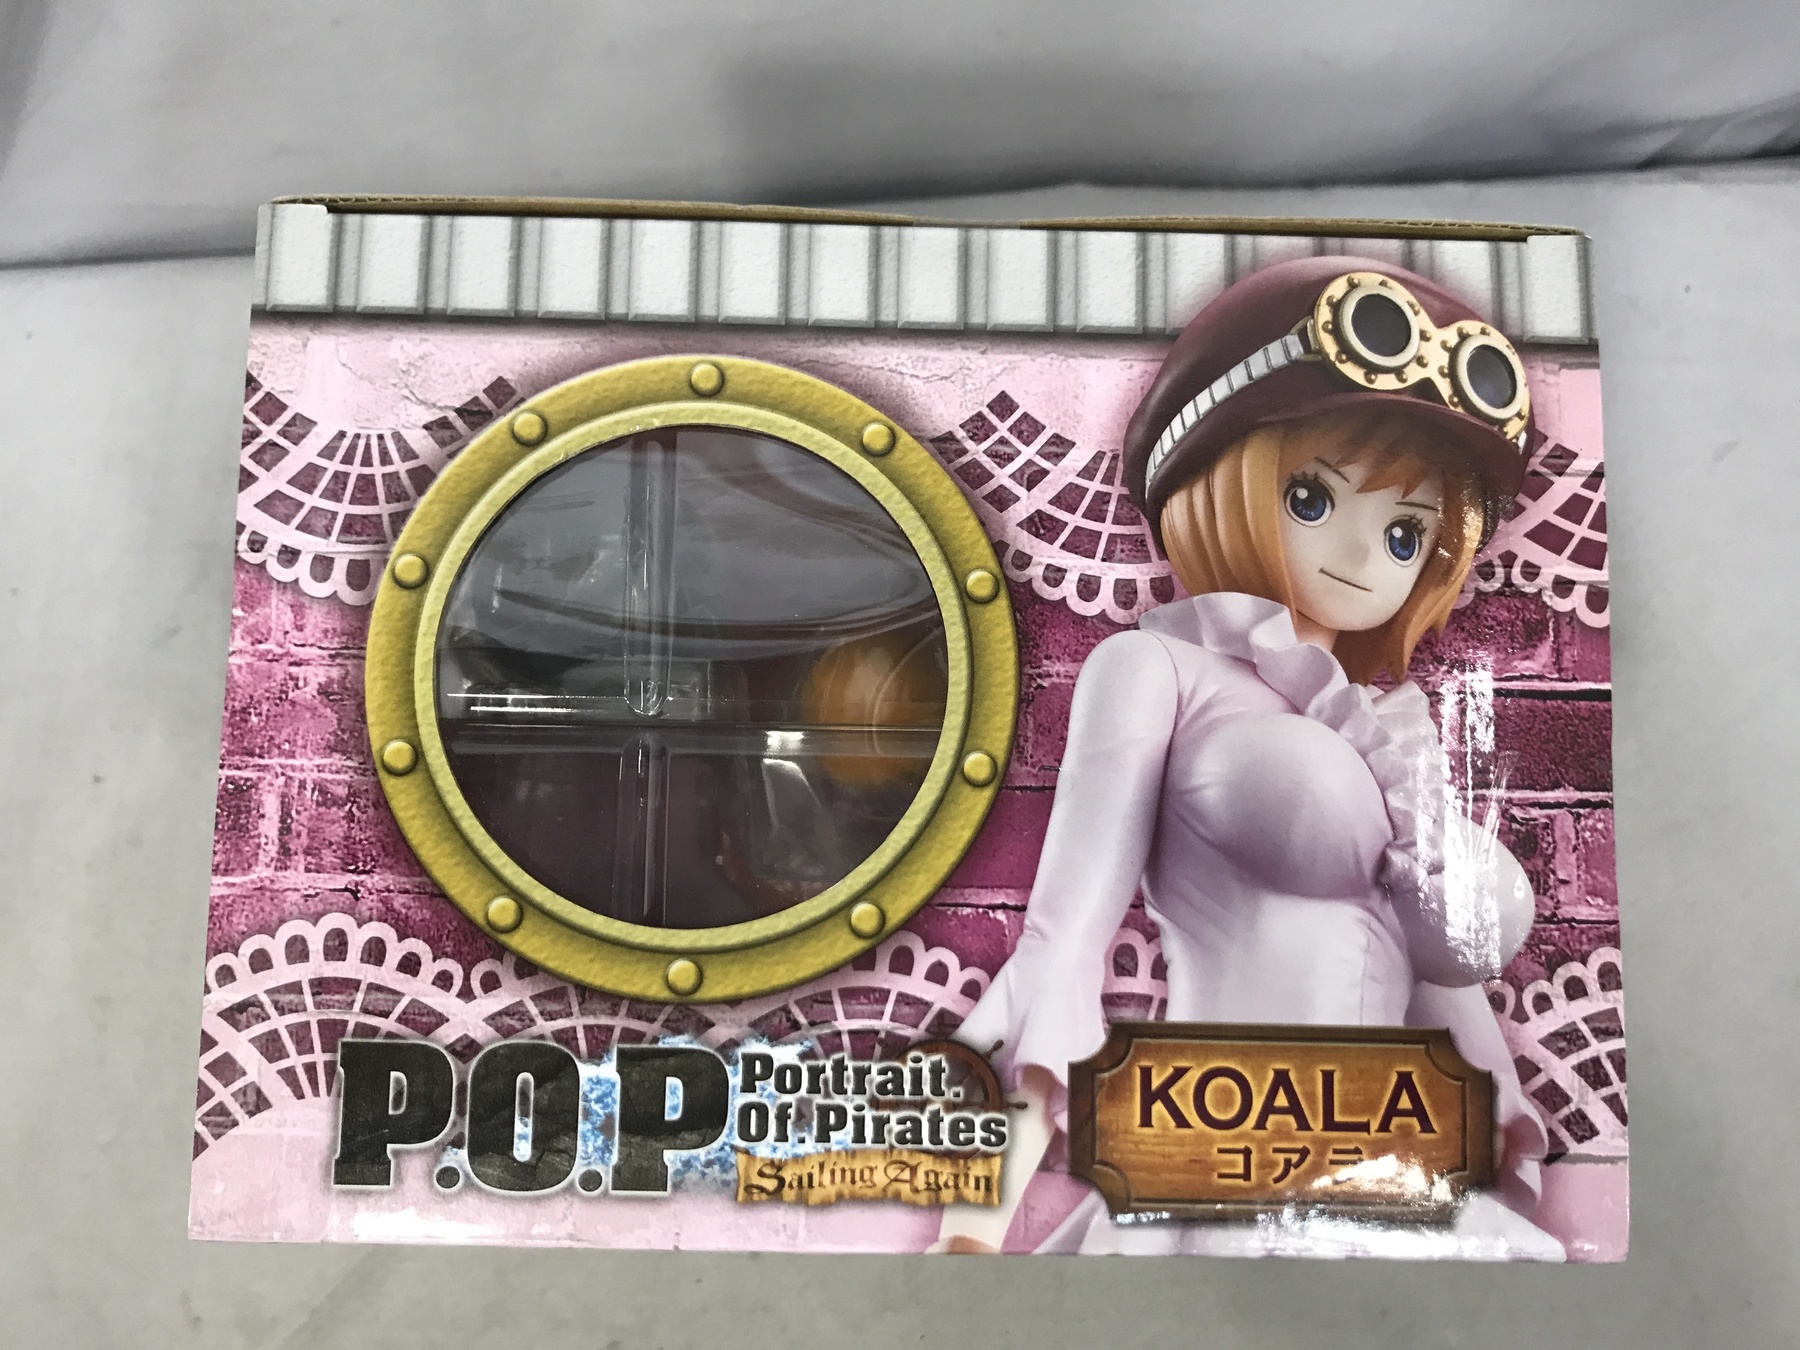 P.O.P
Portrait.
Of.Pirates
Sailing Again
KOALA
コアラ